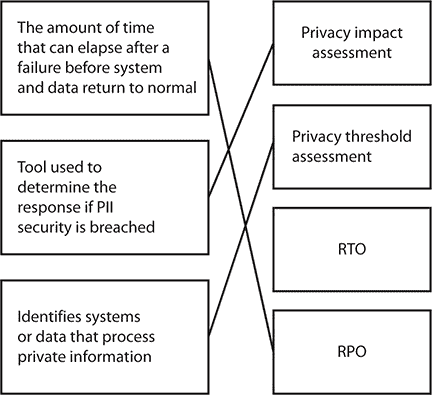 The amount of time
that can elapse after a
failure before system
and data return to normal
Tool used to
determine the
response if PII
security is breached
Identifies systems
or data that process
private information
Privacy impact
assessment
Privacy threshold
assessment
RTO
RPO